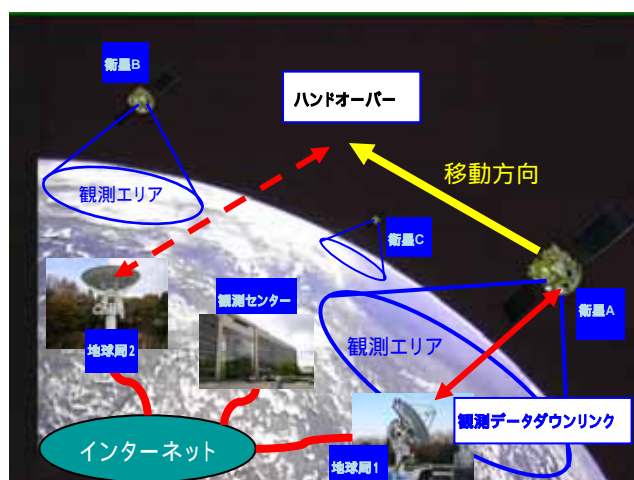 衛星B
ハンドオーバー
観測エリア
移動方向
衛星C
観測センター
衛星A
地球局2
観測エリア
観測データダウンリンク
インターネット
地球局1